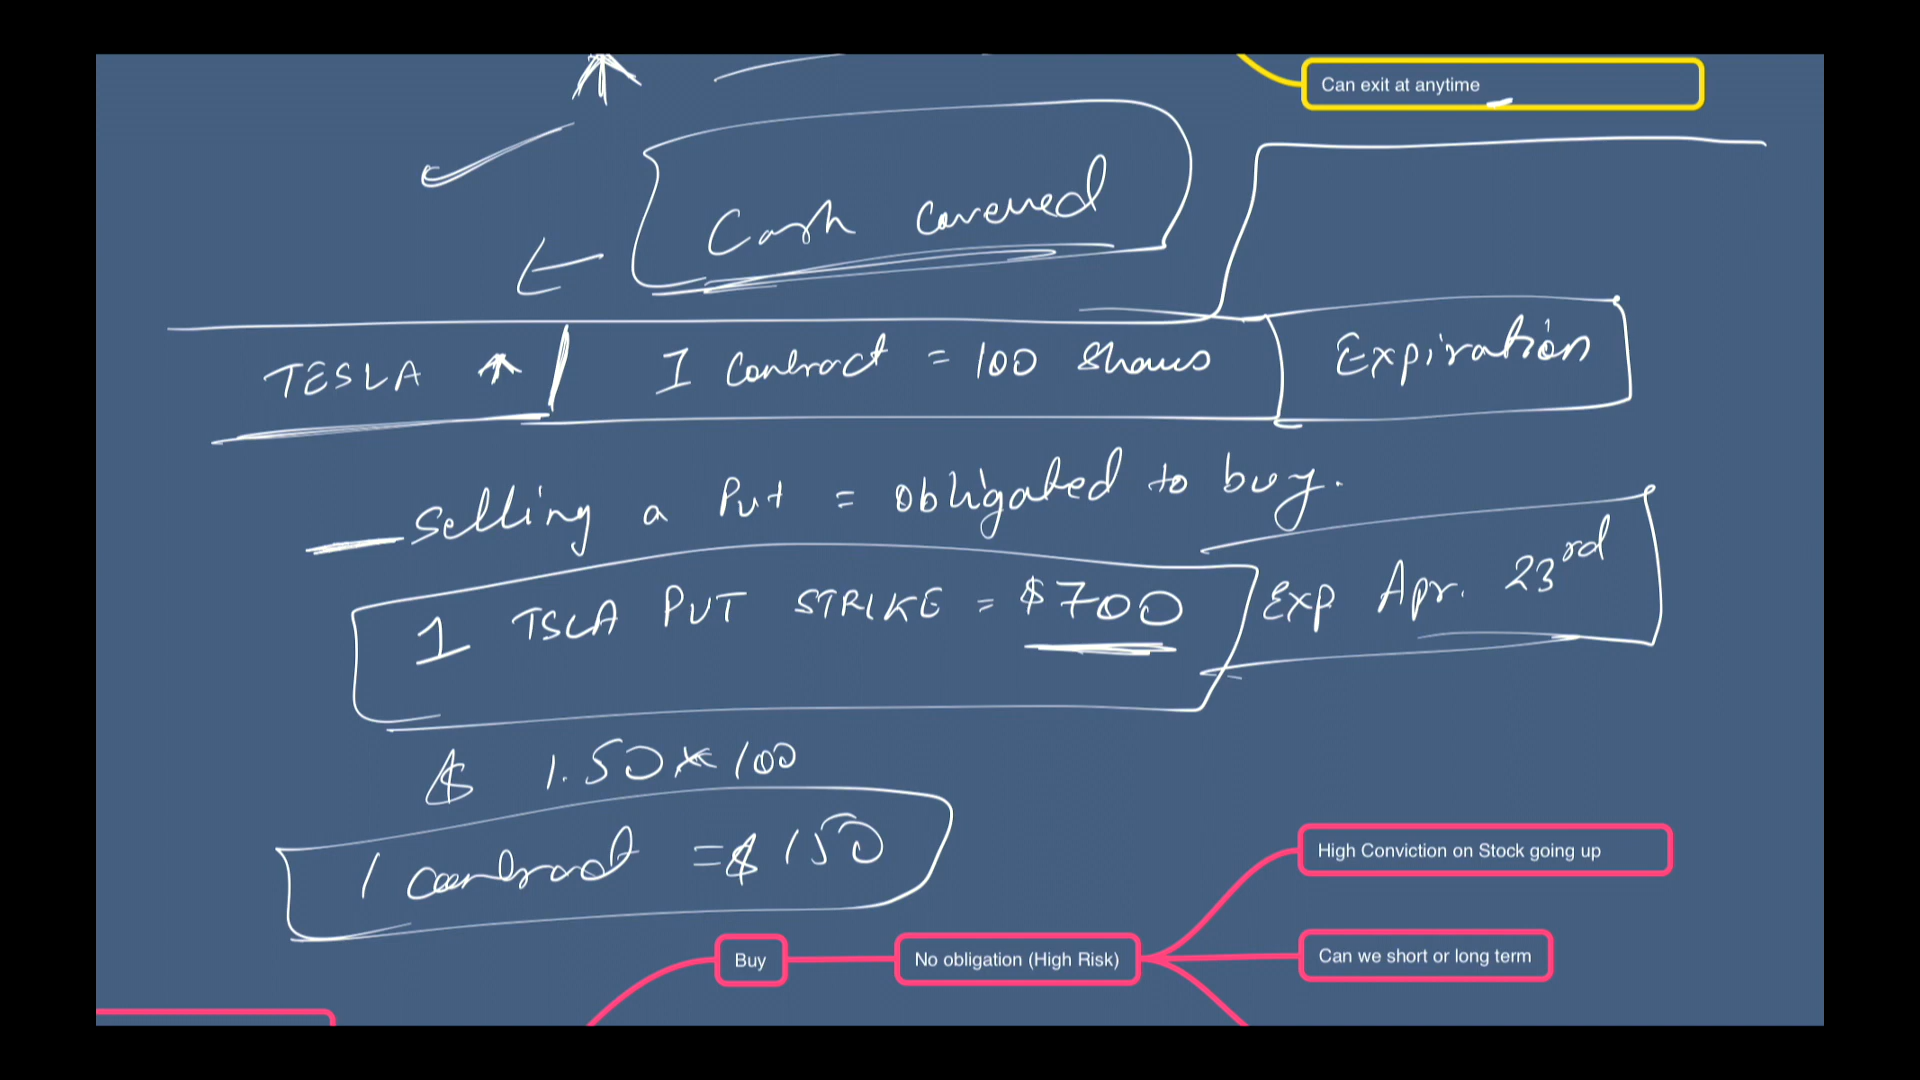 Can exit at anytime
Cash covered
TESLA
1 Contract = 100 Shares
Expiration
Selling a Put = obligated to buy.
1 TSLA PUT STRIKE = $700
Exp Apr. 23rd
$ 1.50 * 100
1 contract = $150
High Conviction on Stock going up
Buy
No obligation (High Risk)
Can we short or long term